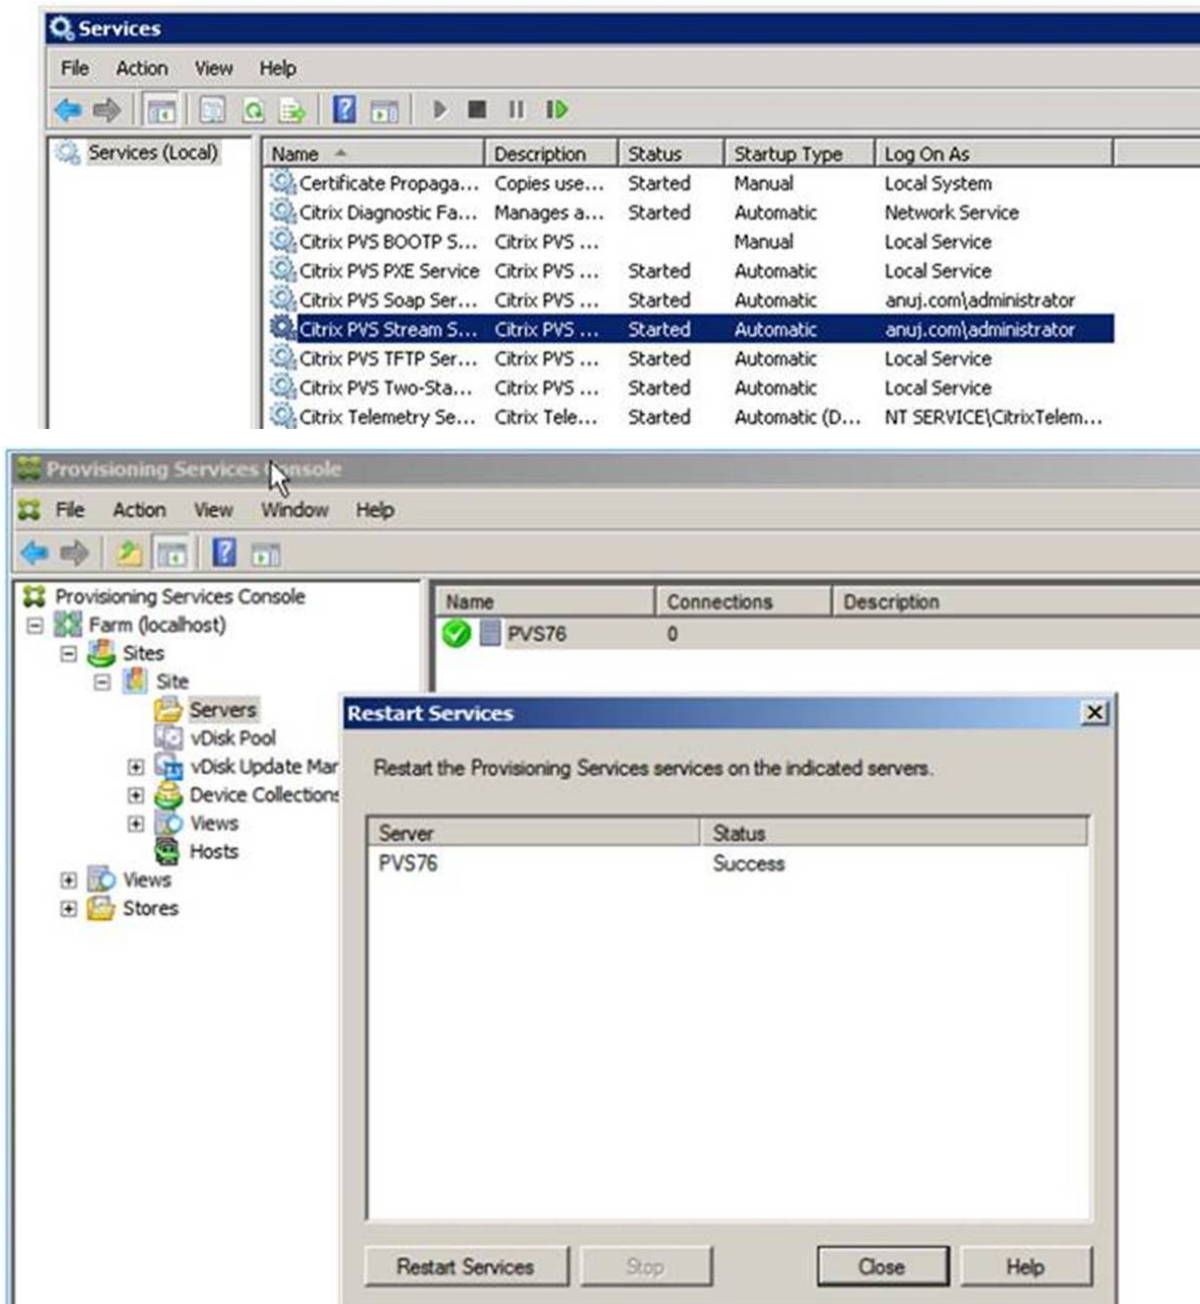 Services
File Action View Help
Services (Local)
Name Description Status Startup Type Log On As
Certificate Propaga... Copies use... Started Manual Local System
Citrix Diagnostic Fa... Manages a... Started Automatic Network Service
Citrix PVS BOOTP S... Citrix PVS ... Manual Local Service
Citrix PVS PXE Service Citrix PVS ... Started Automatic Local Service
Citrix PVS Soap Ser... Citrix PVS ... Started Automatic anuj.com\administrator
Citrix PVS Stream S... Citrix PVS ... Started Automatic anuj.com\administrator
Citrix PVS TFTP Ser... Citrix PVS ... Started Automatic Local Service
Citrix PVS Two-Sta... Citrix PVS ... Started Automatic Local Service
Citrix Telemetry Se... Citrix Tele... Started Automatic (D... NT SERVICE\CitrixTelem...
Provisioning Services Console
File Action View Window Help
Provisioning Services Console
Farm (localhost)
Sites
Site
Servers
vDisk Pool
vDisk Update Mar
Device Collections
Views
Hosts
Views
Stores
Name Connections Description
PVS76 0
Restart Services
Restart the Provisioning Services services on the indicated servers.
Server Status
PVS76 Success
Restart Services Stop Close Help